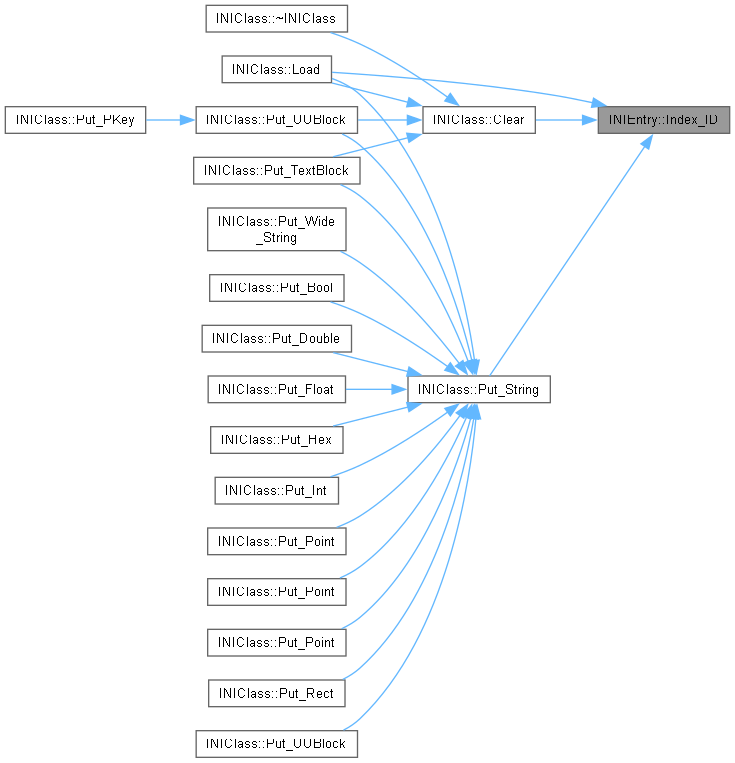 INIClass::~INIClass
INIClass::Load
INIClass::Put_PKey
INIClass::Put_UUBlock
INIClass::Clear
INIEntry::Index_ID
INIClass::Put_TextBlock
INIClass::Put_Wide
_String
INIClass::Put_Bool
INIClass::Put_Double
INIClass::Put_Float
INIClass::Put_String
INIClass::Put_Hex
INIClass::Put_Int
INIClass::Put_Point
INIClass::Put_Point
INIClass::Put_Point
INIClass::Put_Rect
INIClass::Put_UUBlock